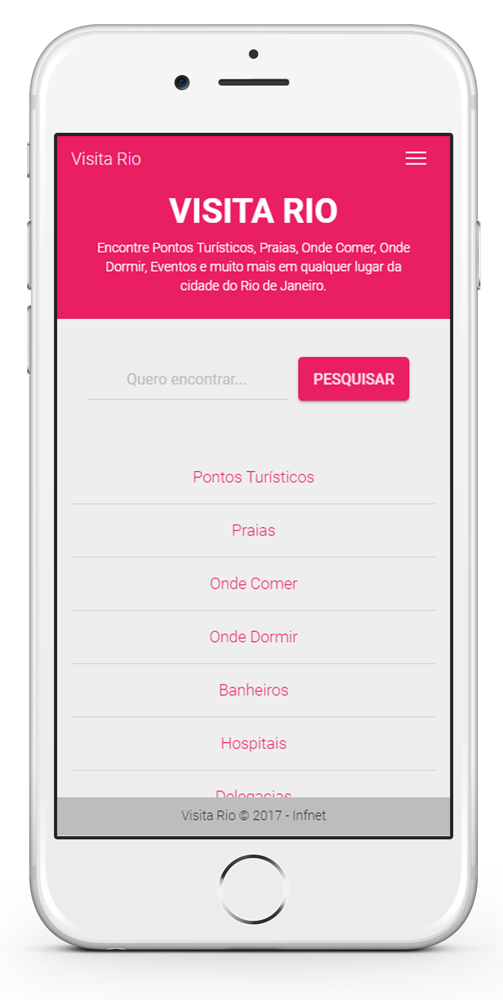 Visita Rio
VISITA RIO
Encontre Pontos Turísticos, Praias, Onde Comer, Onde
Dormir, Eventos e muito mais em qualquer lugar da
cidade do Rio de Janeiro.
Quero encontrar...
PESQUISAR
Pontos Turísticos
Praias
Onde Comer
Onde Dormir
Banheiros
Hospitais
Delegacias
Visita Rio © 2017 - Infnet